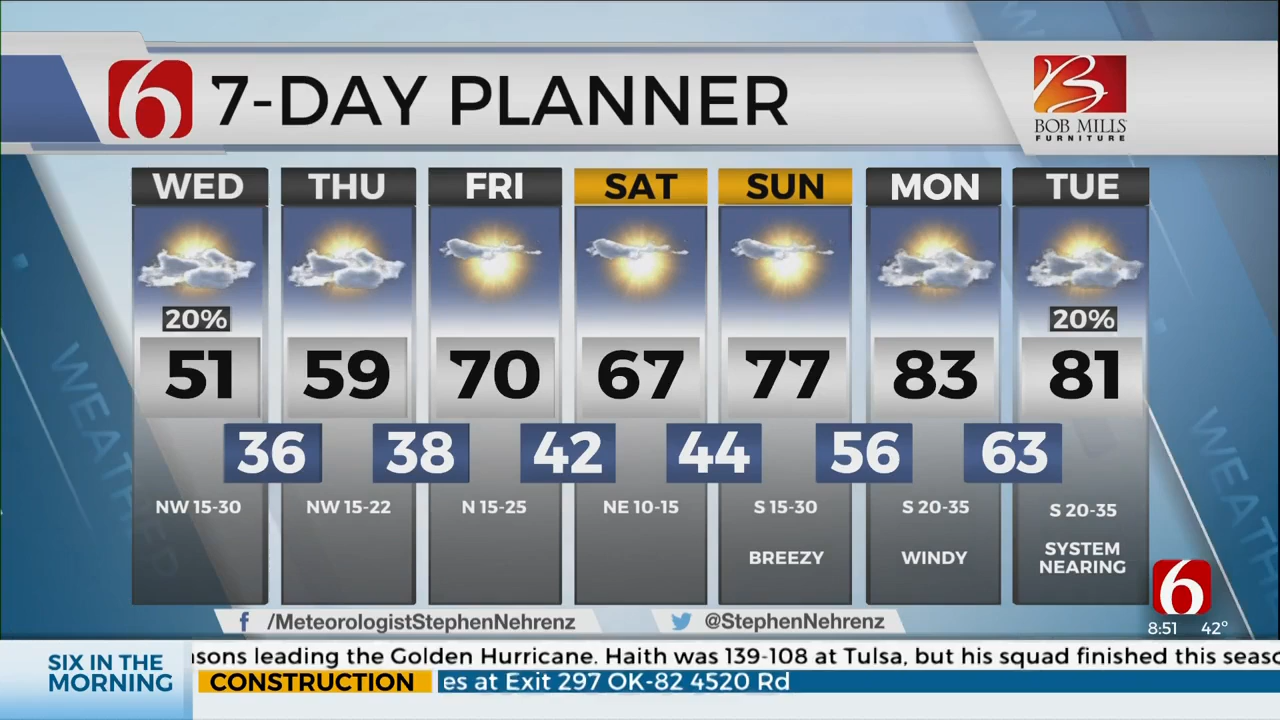 6 7-DAY PLANNER
B
BOB MILLS
FURNITURE
WED THU FRI SAT SUN MON TUE
20% 20%
51 59 70 67 77 83 81
36 38 42 44 56 63
NW 15-30 NW 15-22 N 15-25 NE 10-15 S 15-30 S 20-35 S 20-35
BREEZY WINDY SYSTEM
NEARING
WEATHER
6
f /MeteorologistStephenNehrenz @StephenNehrenz
8:51 42°
SIX IN THE
MORNING
sons leading the Golden Hurricane. Haith was 139-108 at Tulsa, but his squad finished this seas
CONSTRUCTION es at Exit 297 OK-82 4520 Rd